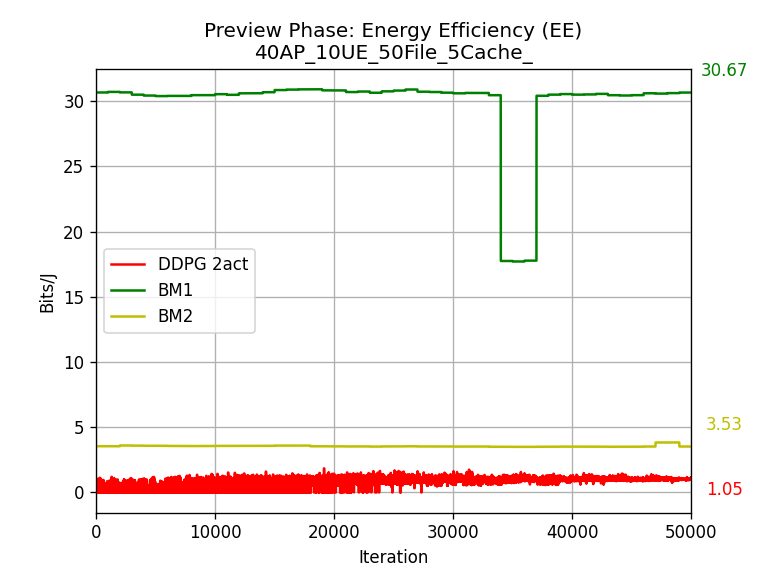 Preview Phase: Energy Efficiency (EE)
40AP_10UE_50File_5Cache_
30.67
30
25
20
15
10
5
0
Bits/J
DDPG 2act
BM1
BM2
3.53
1.05
0 10000 20000 30000 40000 50000
Iteration